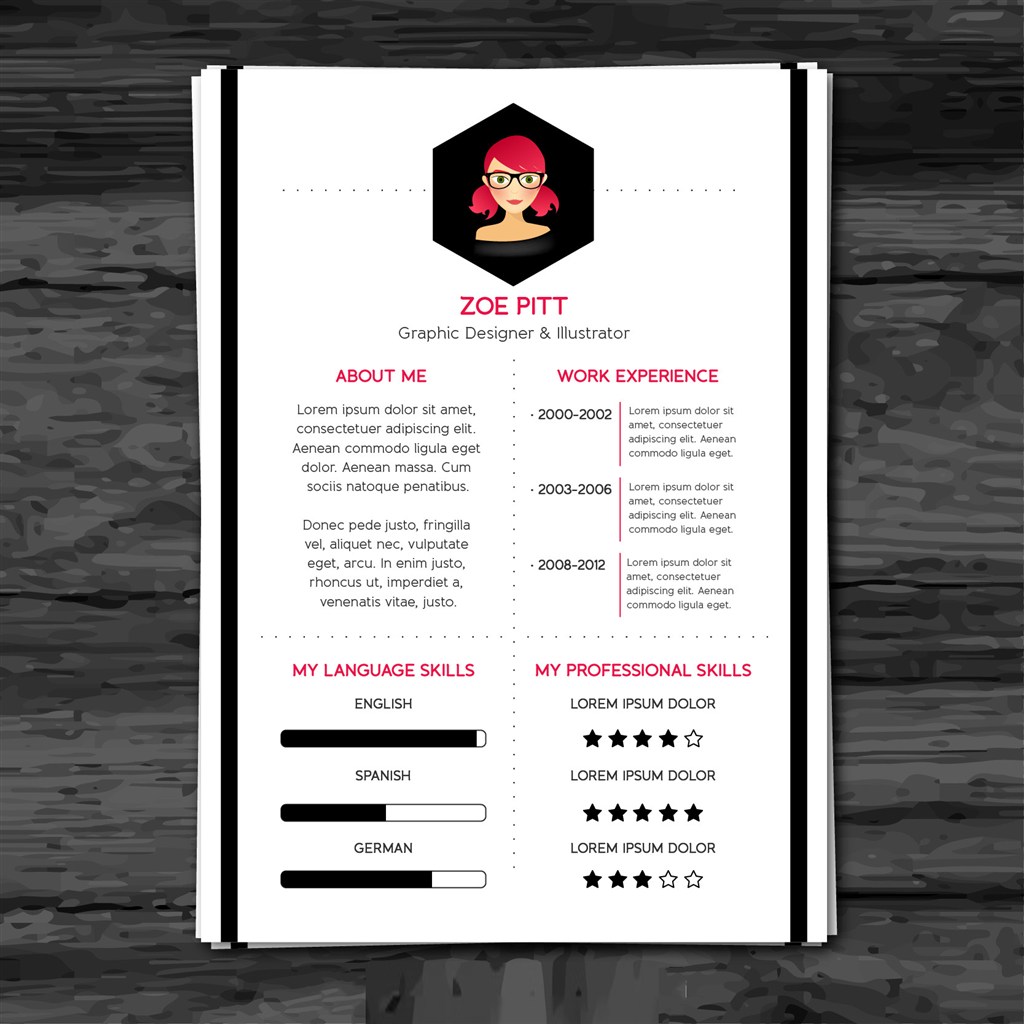 ZOE PITT
Graphic Designer & Illustrator
ABOUT ME
Lorem ipsum dolor sit amet,
consectetuer adipiscing elit.
Aenean commodo ligula eget
dolor. Aenean massa. Cum
sociis natoque penatibus.
Donec pede justo, fringilla
vel, aliquet nec, vulputate
eget, arcu. In enim justo,
rhoncus ut, imperdiet a,
venenatis vitae, justo.
WORK EXPERIENCE
· 2000-2002
Lorem ipsum dolor sit
amet, consectetuer
adipiscing elit. Aenean
commodo ligula eget.
· 2003-2006
Lorem ipsum dolor sit
amet, consectetuer
adipiscing elit. Aenean
commodo ligula eget.
· 2008-2012
Lorem ipsum dolor sit
amet, consectetuer
adipiscing elit. Aenean
commodo ligula eget.
MY LANGUAGE SKILLS
ENGLISH
SPANISH
GERMAN
MY PROFESSIONAL SKILLS
LOREM IPSUM DOLOR
LOREM IPSUM DOLOR
LOREM IPSUM DOLOR